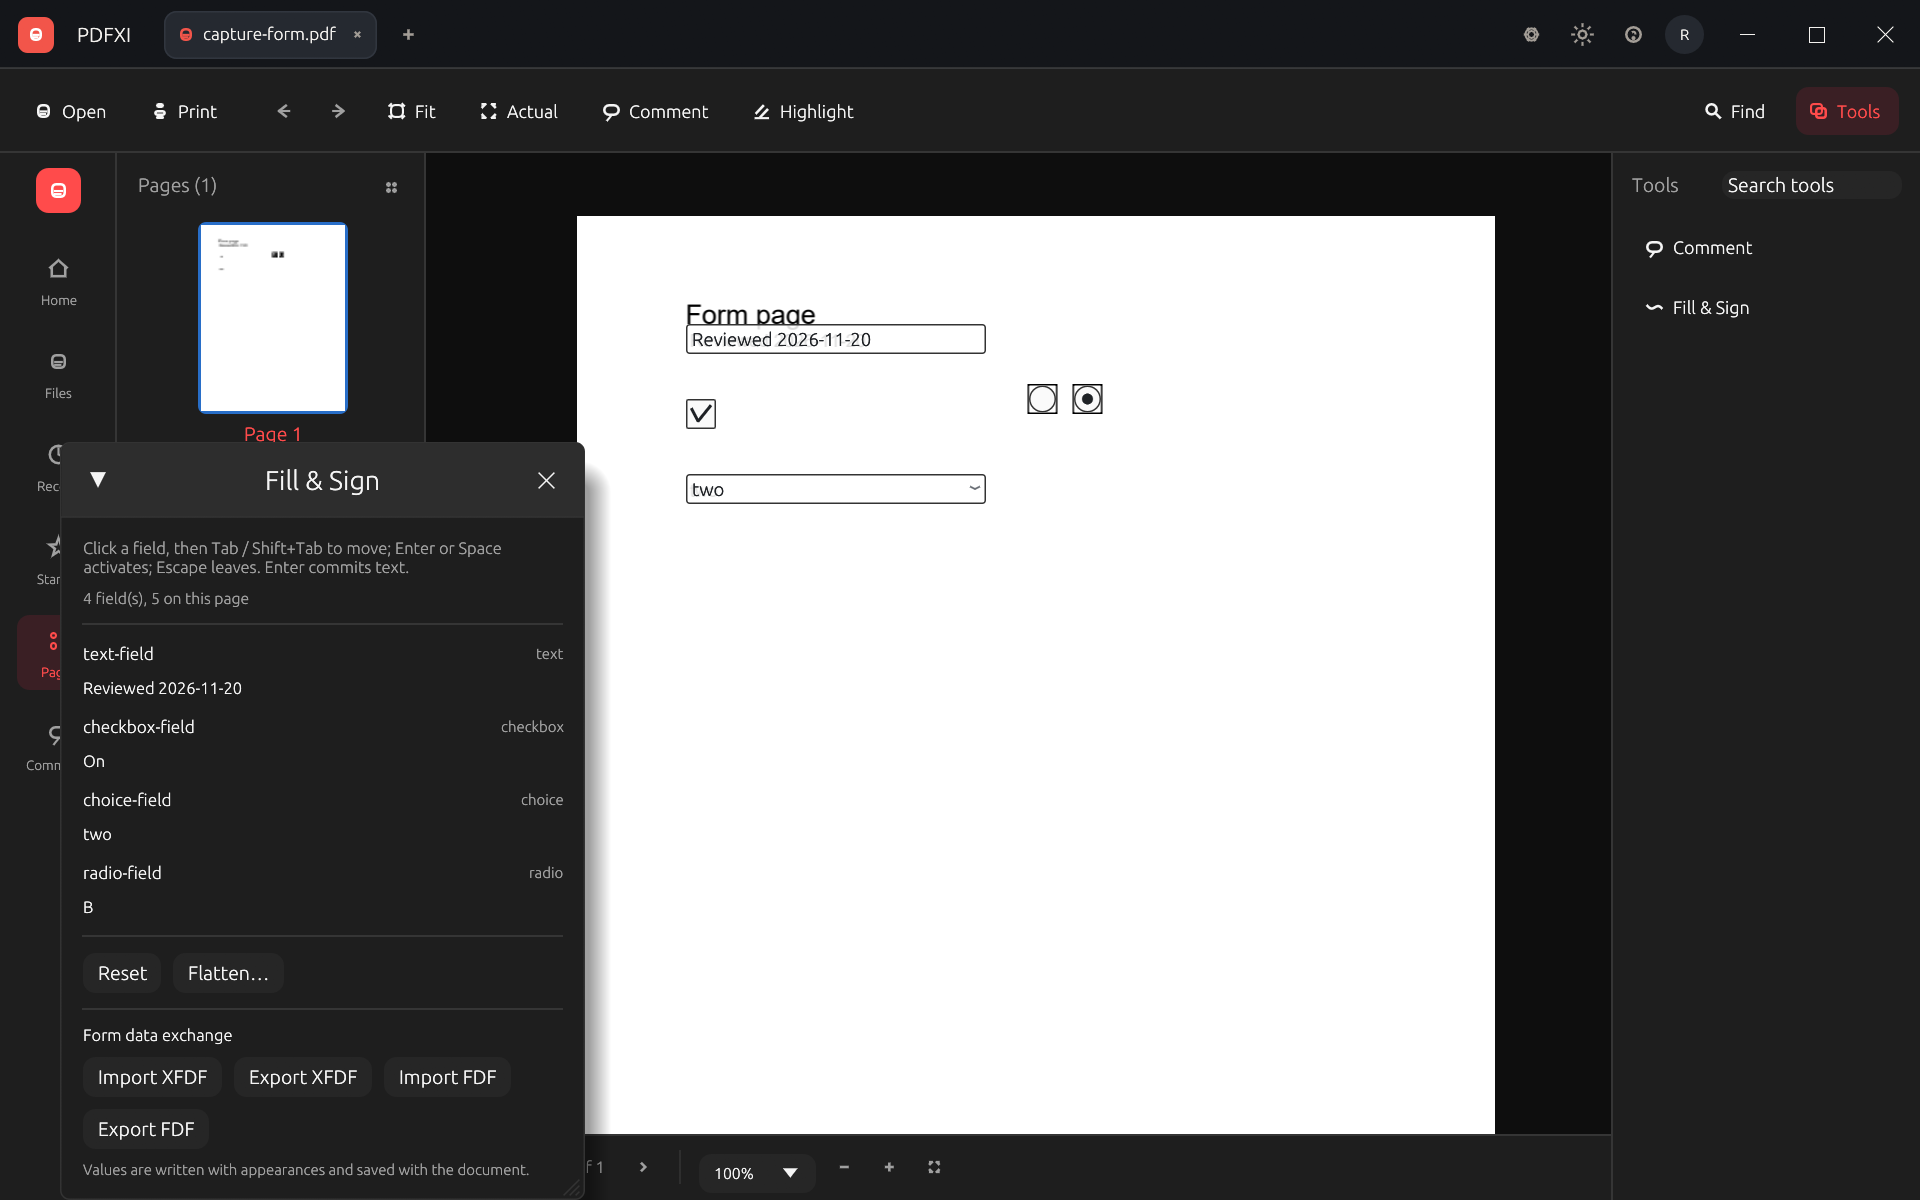 PDFXI
capture-form.pdf
R
Open
Print
Fit
Actual
Comment
Highlight
Find
Tools
Home
Files
Pages (1)
Page 1
Form page
Reviewed 2026-11-20
two
Tools
Search tools
Comment
Fill & Sign
Fill & Sign
Click a field, then Tab / Shift+Tab to move; Enter or Space
activates; Escape leaves. Enter commits text.
4 field(s), 5 on this page
text-field text
Reviewed 2026-11-20
checkbox-field checkbox
On
choice-field choice
two
radio-field radio
B
Reset
Flatten...
Form data exchange
Import XFDF
Export XFDF
Import FDF
Export FDF
Values are written with appearances and saved with the document.
1
100%